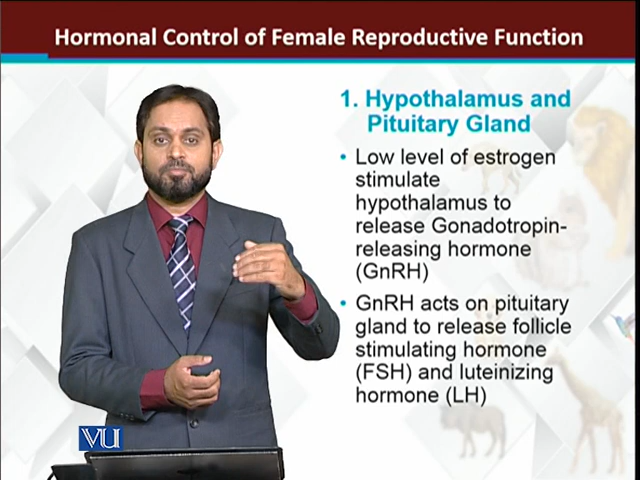 Hormonal Control of Female Reproductive Function
1. Hypothalamus and
Pituitary Gland
• Low level of estrogen
stimulate
hypothalamus to
release Gonadotropin-
releasing hormone
(GnRH)
• GnRH acts on pituitary
gland to release follicle
stimulating hormone
(FSH) and luteinizing
hormone (LH)
VU